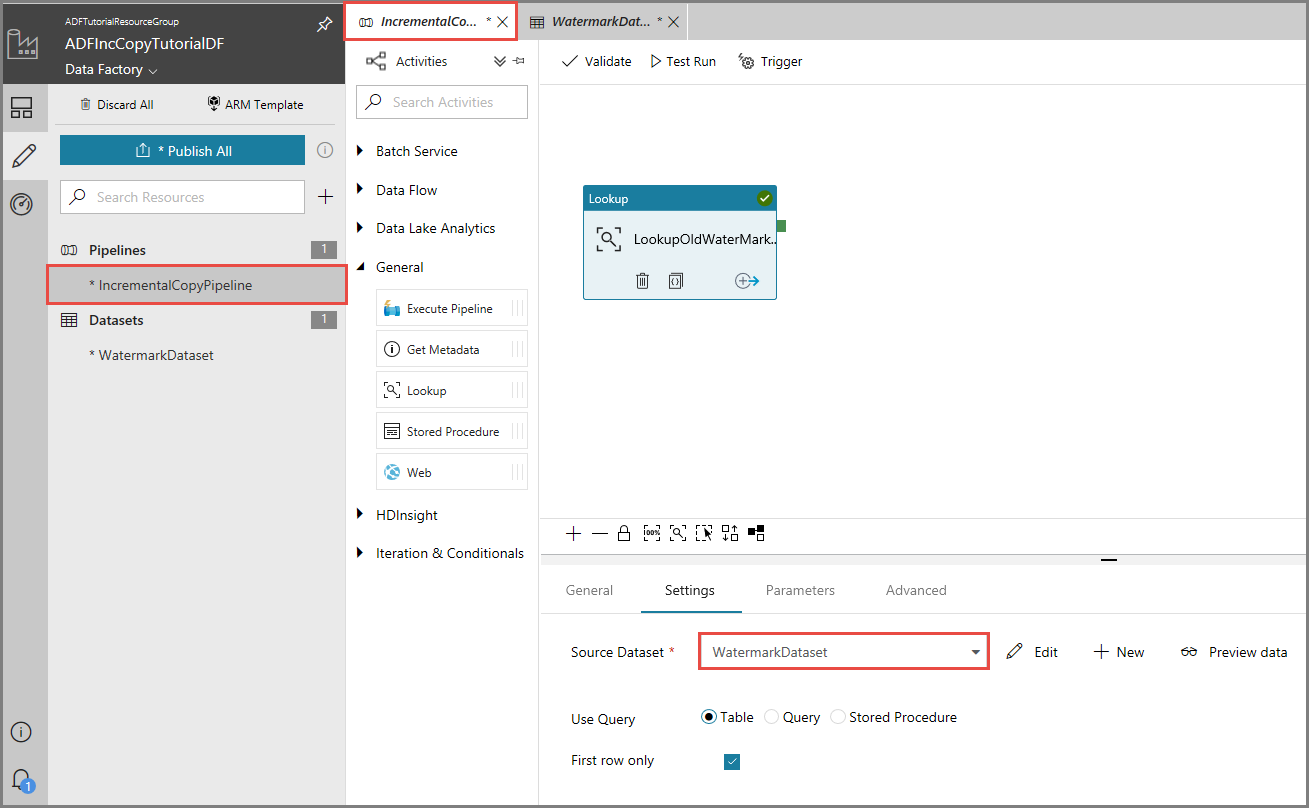 ADFTutorialResourceGroup
ADFIncCopyTutorialDF
Data Factory
Discard All
ARM Template
* Publish All
Search Resources
Pipelines
1
* IncrementalCopyPipeline
Datasets
1
* WatermarkDataset
1
IncrementalCo... *
WatermarkDat... *
Activities
Search Activities
Batch Service
Data Flow
Data Lake Analytics
General
Execute Pipeline
Get Metadata
Lookup
Stored Procedure
Web
HDInsight
Iteration & Conditionals
Validate
Test Run
Trigger
Lookup
LookupOldWaterMark..
100%
General
Settings
Parameters
Advanced
Source Dataset *
WatermarkDataset
Edit
New
Preview data
Use Query
Table
Query
Stored Procedure
First row only